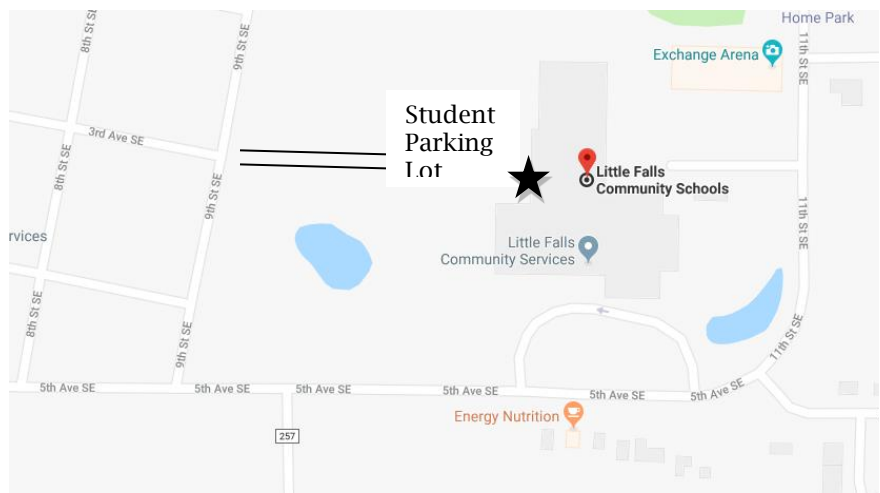 Home Park
8th St SE
9th St SE
11th St SE
Exchange Arena
Student
Parking
Lot
3rd Ave SE
8th St SE
9th St SE
Little Falls
Community Schools
11th St SE
rvices
Little Falls
Community Services
8th St SE
9th St SE
11th St SE
5th Ave SE
5th Ave SE
5th Ave SE
5th Ave SE
5th Ave SE
5th Ave SE
Energy Nutrition
257